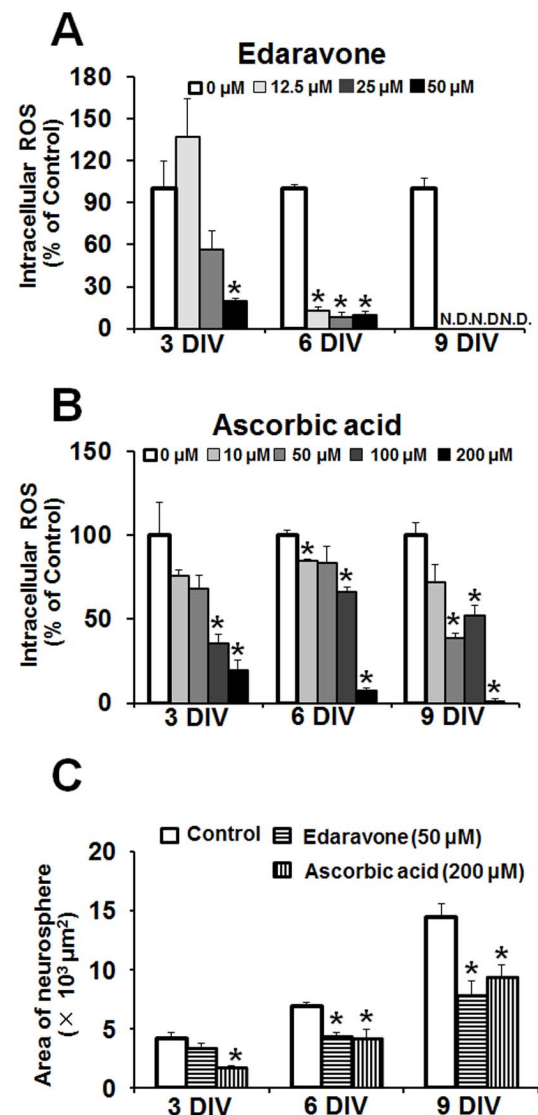 A
Edaravone
0 µM 12.5 µM 25 µM 50 µM
Intracellular ROS
(% of Control)
180
150
120
90
60
30
0
*
* * *
N.D.N.D.N.D.
3 DIV 6 DIV 9 DIV
B
Ascorbic acid
0 µM 10 µM 50 µM 100 µM 200 µM
Intracellular ROS
(% of Control)
150
100
50
0
* *
* * *
* * *
3 DIV 6 DIV 9 DIV
C
Control Edaravone (50 µM)
Ascorbic acid (200 µM)
Area of neurosphere
(× 10³ µm²)
20
15
10
5
0
*
* *
* *
3 DIV 6 DIV 9 DIV